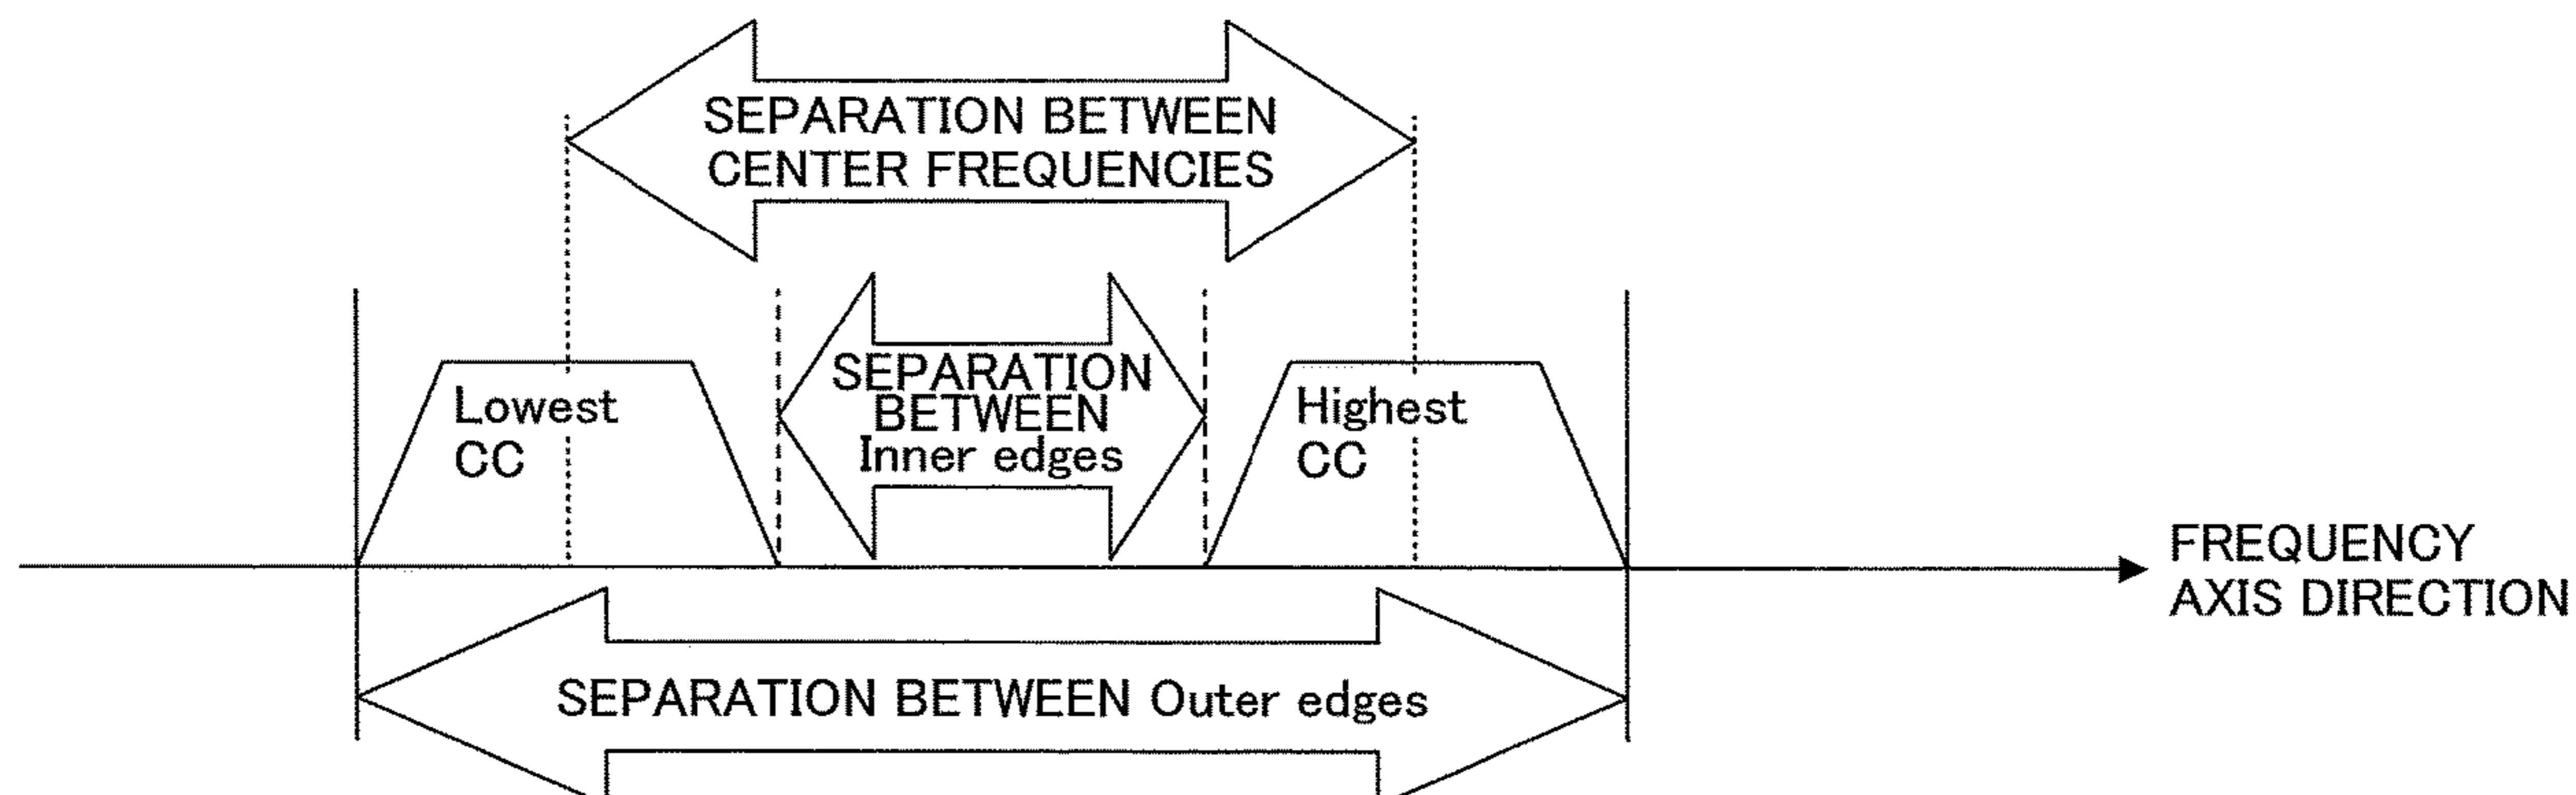 SEPARATION BETWEEN
CENTER FREQUENCIES
Lowest
CC
SEPARATION
BETWEEN
Inner edges
Highest
CC
FREQUENCY
AXIS DIRECTION
SEPARATION BETWEEN Outer edges